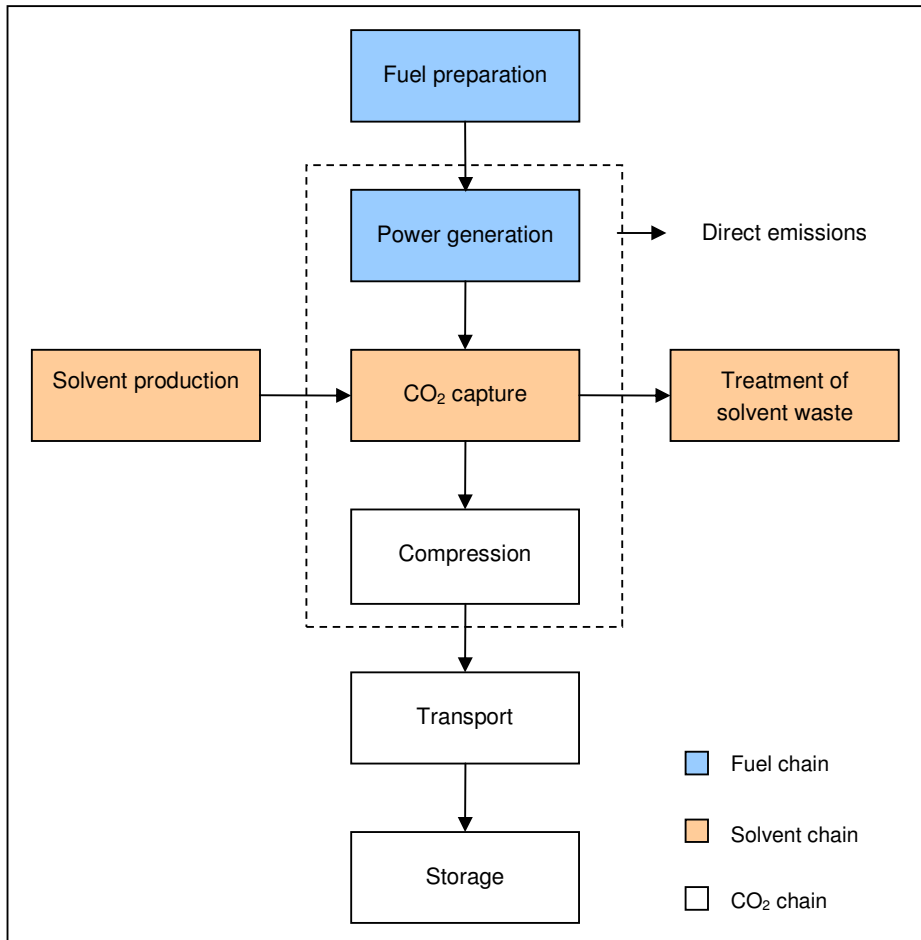 Fuel preparation
Power generation
Direct emissions
Solvent production
CO₂ capture
Treatment of
solvent waste
Compression
Transport
Fuel chain
Solvent chain
Storage
CO₂ chain